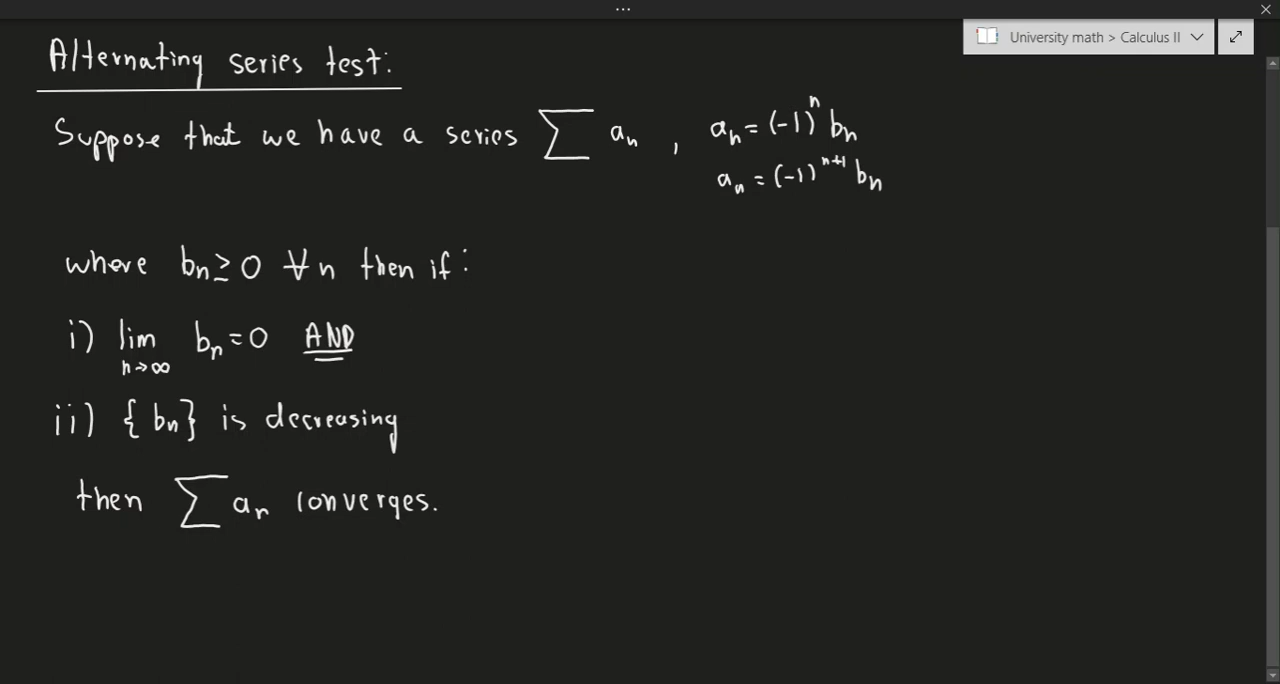 University math > Calculus II
Alternating series test:
Suppose that we have a series ∑ aₙ , aₙ = (-1)ⁿ bₙ
aₙ = (-1)ⁿ⁺¹ bₙ
where bₙ ≥ 0 ∀n then if:
i) lim bₙ = 0 AND
n→∞
ii) {bₙ} is decreasing
then ∑ aₙ converges.